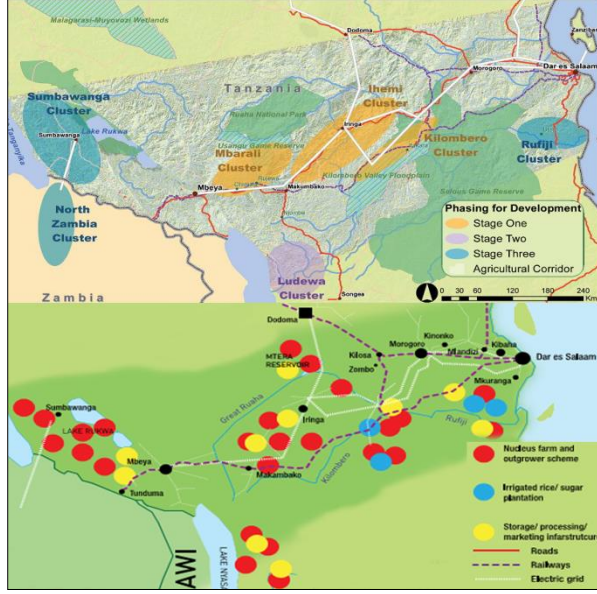 Malagarasi-Muyovozi Wetlands
Dodoma
Zanzibar
Dar es Salaam
Morogoro
Tanzania
Sumbawanga
Cluster
Ihemi
Cluster
Ruaha National Park
Sumbawanga
Lake Rukwa
Iringa
Tanganyika
Usangu Game Reserve
Mbarali
Cluster
Kilombero
Cluster
Rufiji
Cluster
Kilombero Valley Floodplain
Mbeya
Makumbako
Selous Game Reserve
North
Zambia
Cluster
Phasing for Development
Stage One
Stage Two
Stage Three
Agricultural Corridor
Ludewa
Cluster
Zambia
Songea
0 30 60 120 180 240
Km
Dodoma
MTERA
RESERVOIR
Kilosa
Zombo
Morogoro
Kinonko
Mlandizi
Kibaha
Dar es Salaam
Mkuranga
Sumbawanga
LAKE RUKWA
Great Ruaha
Iringa
Rufiji
Mbeya
Makambako
Kilombero
Tunduma
Nucleus farm and
outgrower scheme
Irrigated rice/ sugar
plantation
Storage/ processing/
marketing infarstrutcure
Roads
Railways
Electric grid
AWI
LAKE NYASA